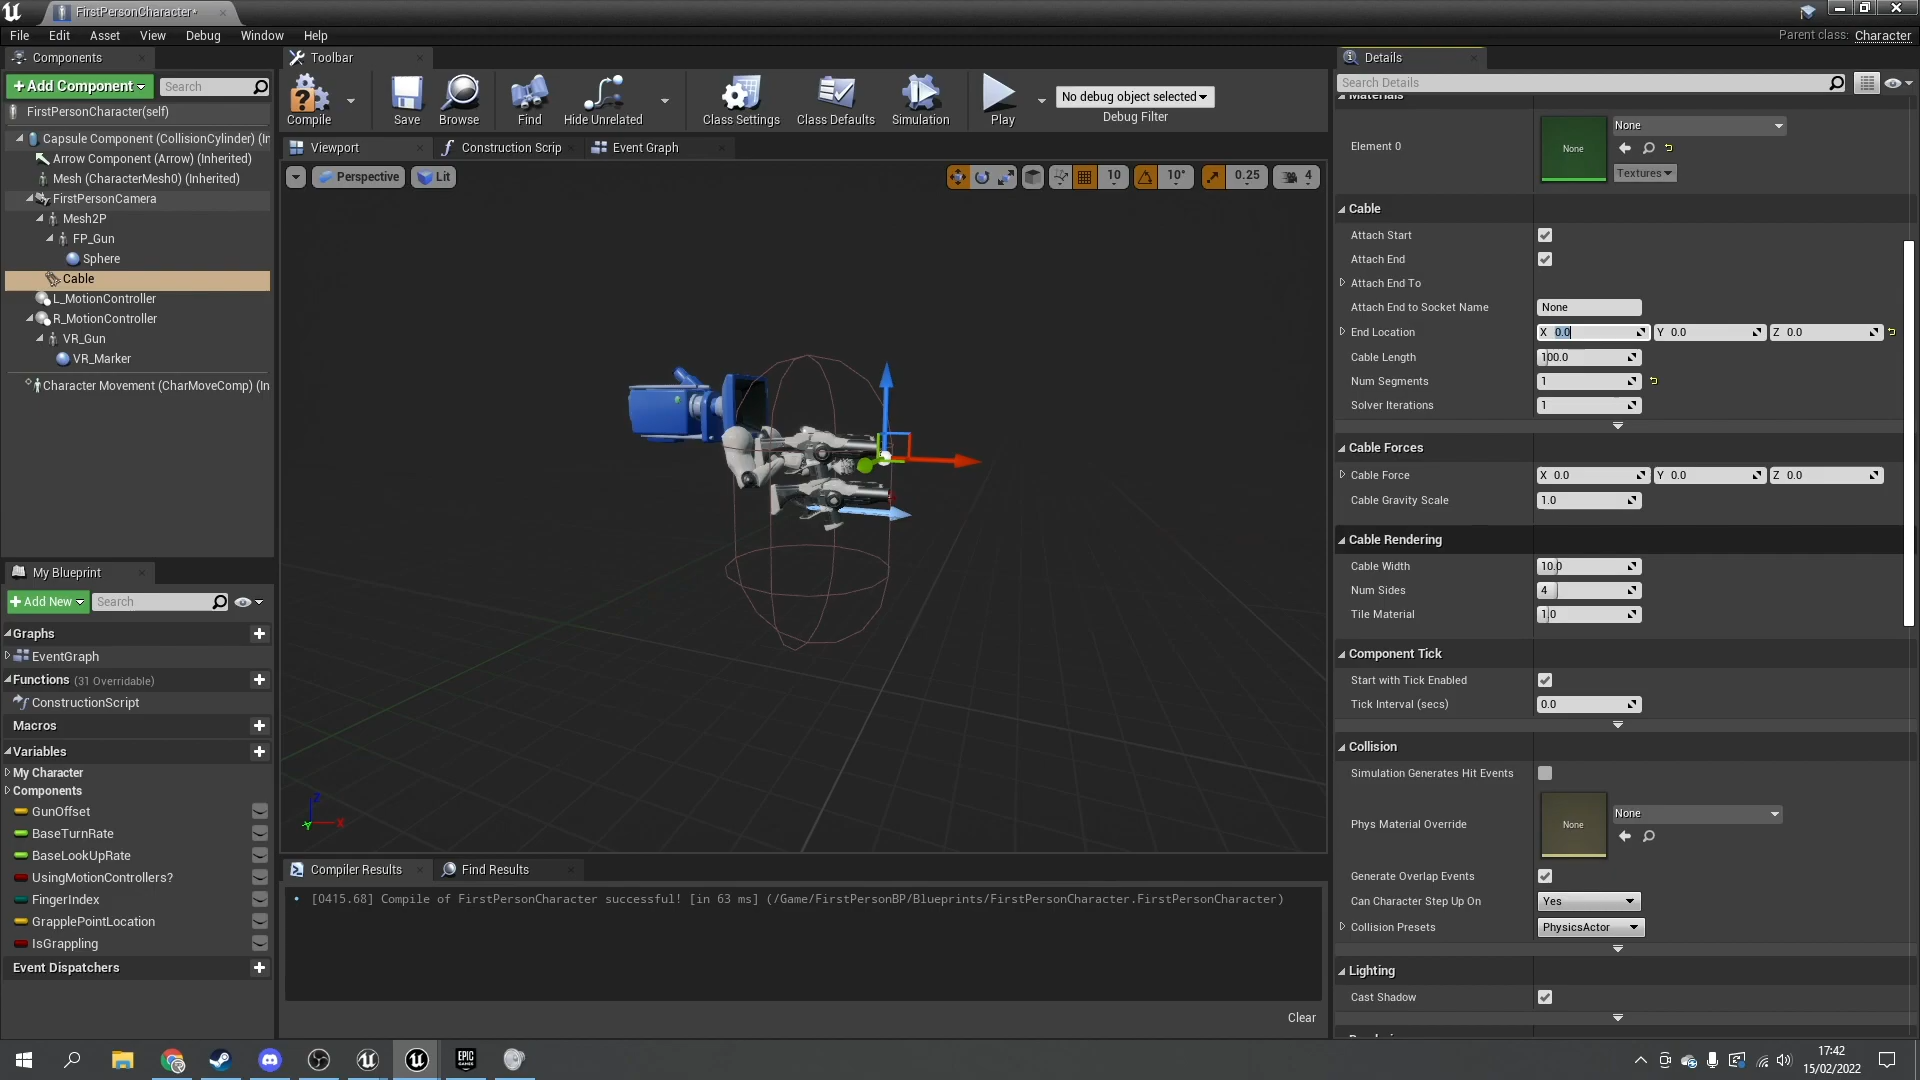 FirstPersonCharacter*
File Edit Asset View Debug Window Help
Parent class: Character
Components
+ Add Component
Search
FirstPersonCharacter(self)
Capsule Component (CollisionCylinder) (In
Arrow Component (Arrow) (Inherited)
Mesh (CharacterMesh0) (Inherited)
FirstPersonCamera
Mesh2P
FP_Gun
Sphere
Cable
L_MotionController
R_MotionController
VR_Gun
VR_Marker
Character Movement (CharMoveComp) (In
My Blueprint
+ Add New
Search
Graphs
EventGraph
Functions (31 Overridable)
ConstructionScript
Macros
Variables
My Character
Components
GunOffset
BaseTurnRate
BaseLookUpRate
UsingMotionControllers?
FingerIndex
GrapplePointLocation
IsGrappling
Event Dispatchers
Toolbar
Compile
Save
Browse
Find
Hide Unrelated
Class Settings
Class Defaults
Simulation
Play
No debug object selected
Debug Filter
Viewport
Construction Scrip
Event Graph
Perspective
Lit
10
10°
0.25
4
Z
X
Y
Compiler Results
Find Results
[0415.68] Compile of FirstPersonCharacter successful! [in 63 ms] (/Game/FirstPersonBP/Blueprints/FirstPersonCharacter.FirstPersonCharacter)
Clear
Details
Search Details
Materials
Element 0
None
None
Textures
Cable
Attach Start
Attach End
Attach End To
Attach End to Socket Name None
End Location X 0.0 Y 0.0 Z 0.0
Cable Length 100.0
Num Segments 1
Solver Iterations 1
Cable Forces
Cable Force X 0.0 Y 0.0 Z 0.0
Cable Gravity Scale 1.0
Cable Rendering
Cable Width 10.0
Num Sides 4
Tile Material 1.0
Component Tick
Start with Tick Enabled
Tick Interval (secs) 0.0
Collision
Simulation Generates Hit Events
Phys Material Override
None
None
Generate Overlap Events
Can Character Step Up On Yes
Collision Presets PhysicsActor
Lighting
Cast Shadow
EPIC
GAMES
17:42
15/02/2022